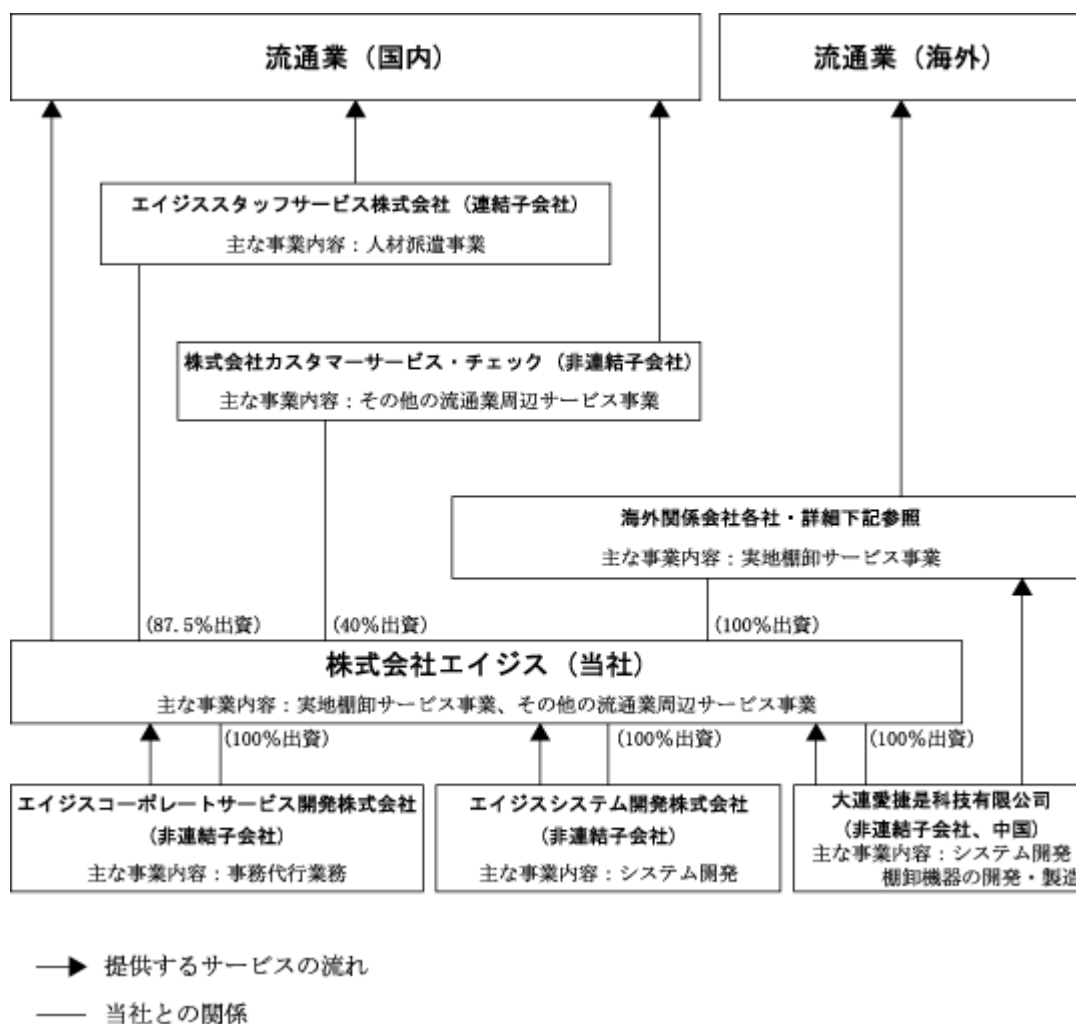 流通業（国内）
流通業（海外）
エイジススタッフサービス株式会社（連結子会社）
主な事業内容：人材派遣事業
株式会社カスタマーサービス・チェック（非連結子会社）
主な事業内容：その他の流通業周辺サービス事業
海外関係会社各社・詳細下記参照
主な事業内容：実地棚卸サービス事業
(87.5%出資)
(40%出資)
(100%出資)
株式会社エイジス（当社）
主な事業内容：実地棚卸サービス事業、その他の流通業周辺サービス事業
(100%出資)
(100%出資)
(100%出資)
エイジスコーポレートサービス開発株式会社
（非連結子会社）
主な事業内容：事務代行業務
エイジスシステム開発株式会社
（非連結子会社）
主な事業内容：システム開発
大連愛捷是科技有限公司
（非連結子会社、中国）
主な事業内容：システム開発
棚卸機器の開発・製造
提供するサービスの流れ
当社との関係